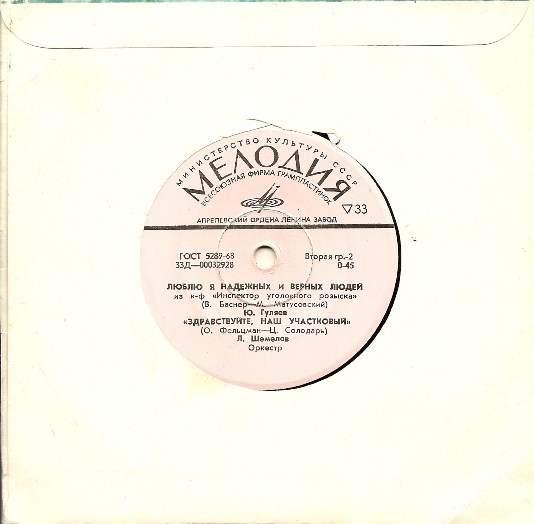 МИНИСТЕРСТВО КУЛЬТУРЫ СССР
МЕЛОДИЯ
ВСЕСОЮЗНАЯ ФИРМА ГРАМПЛАСТИНОК
▽33
АПРЕЛЕВСКИЙ ОРДЕНА ЛЕНИНА ЗАВОД
ГОСТ 5289-68 Вторая гр.-2
33Д—00032928 0-45
ЛЮБЛЮ Я НАДЕЖНЫХ И ВЕРНЫХ ЛЮДЕЙ
из к-ф «Инспектор уголовного розыска»
(В. Баснер—М. Матусовский)
Ю. Гуляев
«ЗДРАВСТВУЙТЕ, НАШ УЧАСТКОВЫЙ»
(О. Фельцман—Ц. Солодарь)
Л. Шемелов
Оркестр